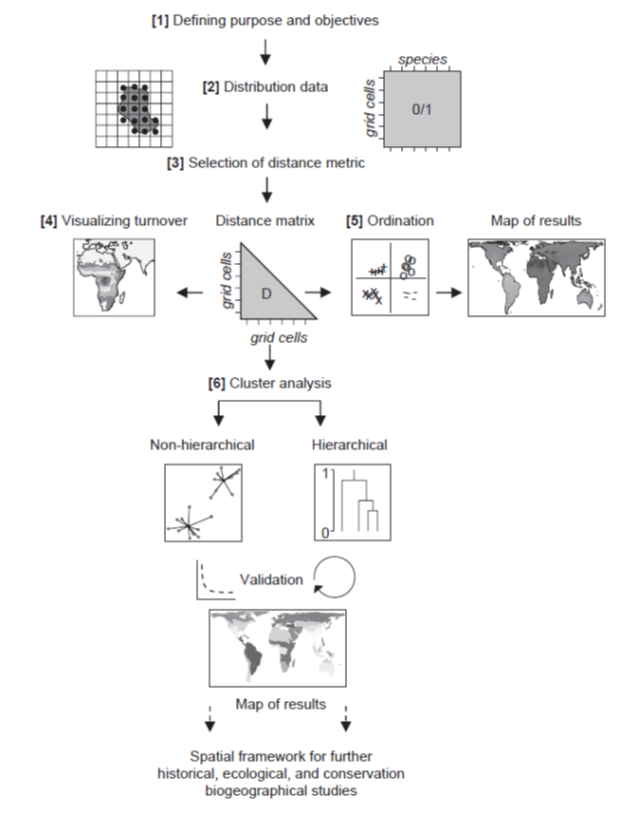 [1] Defining purpose and objectives
species
[2] Distribution data
grid cells
0/1
[3] Selection of distance metric
[4] Visualizing turnover
Distance matrix
[5] Ordination
Map of results
grid cells
D
grid cells
[6] Cluster analysis
Non-hierarchical
Hierarchical
1
0
Validation
Map of results
Spatial framework for further
historical, ecological, and conservation
biogeographical studies